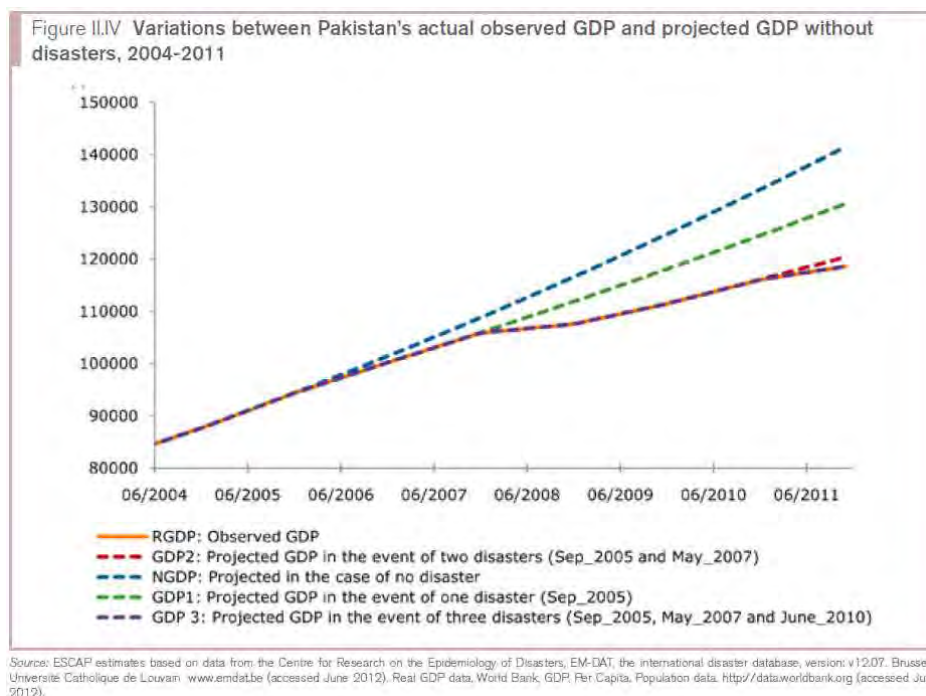 Figure II.IV Variations between Pakistan's actual observed GDP and projected GDP without
disasters, 2004-2011
150000
140000
130000
120000
110000
100000
90000
80000
06/2004 06/2005 06/2006 06/2007 06/2008 06/2009 06/2010 06/2011
RGDP: Observed GDP
GDP2: Projected GDP in the event of two disasters (Sep_2005 and May_2007)
NGDP: Projected in the case of no disaster
GDP1: Projected GDP in the event of one disaster (Sep_2005)
GDP 3: Projected GDP in the event of three disasters (Sep_2005, May_2007 and June_2010)
Source: ESCAP estimates based on data from the Centre for Research on the Epidemiology of Disasters, EM-DAT, the international disaster database, version: v12.07. Brusse
Université Catholique de Louvain www.emdat.be (accessed June 2012). Real GDP data, World Bank, GDP, Per Capita, Population data, http://data.worldbank.org (accessed Ju
2012).